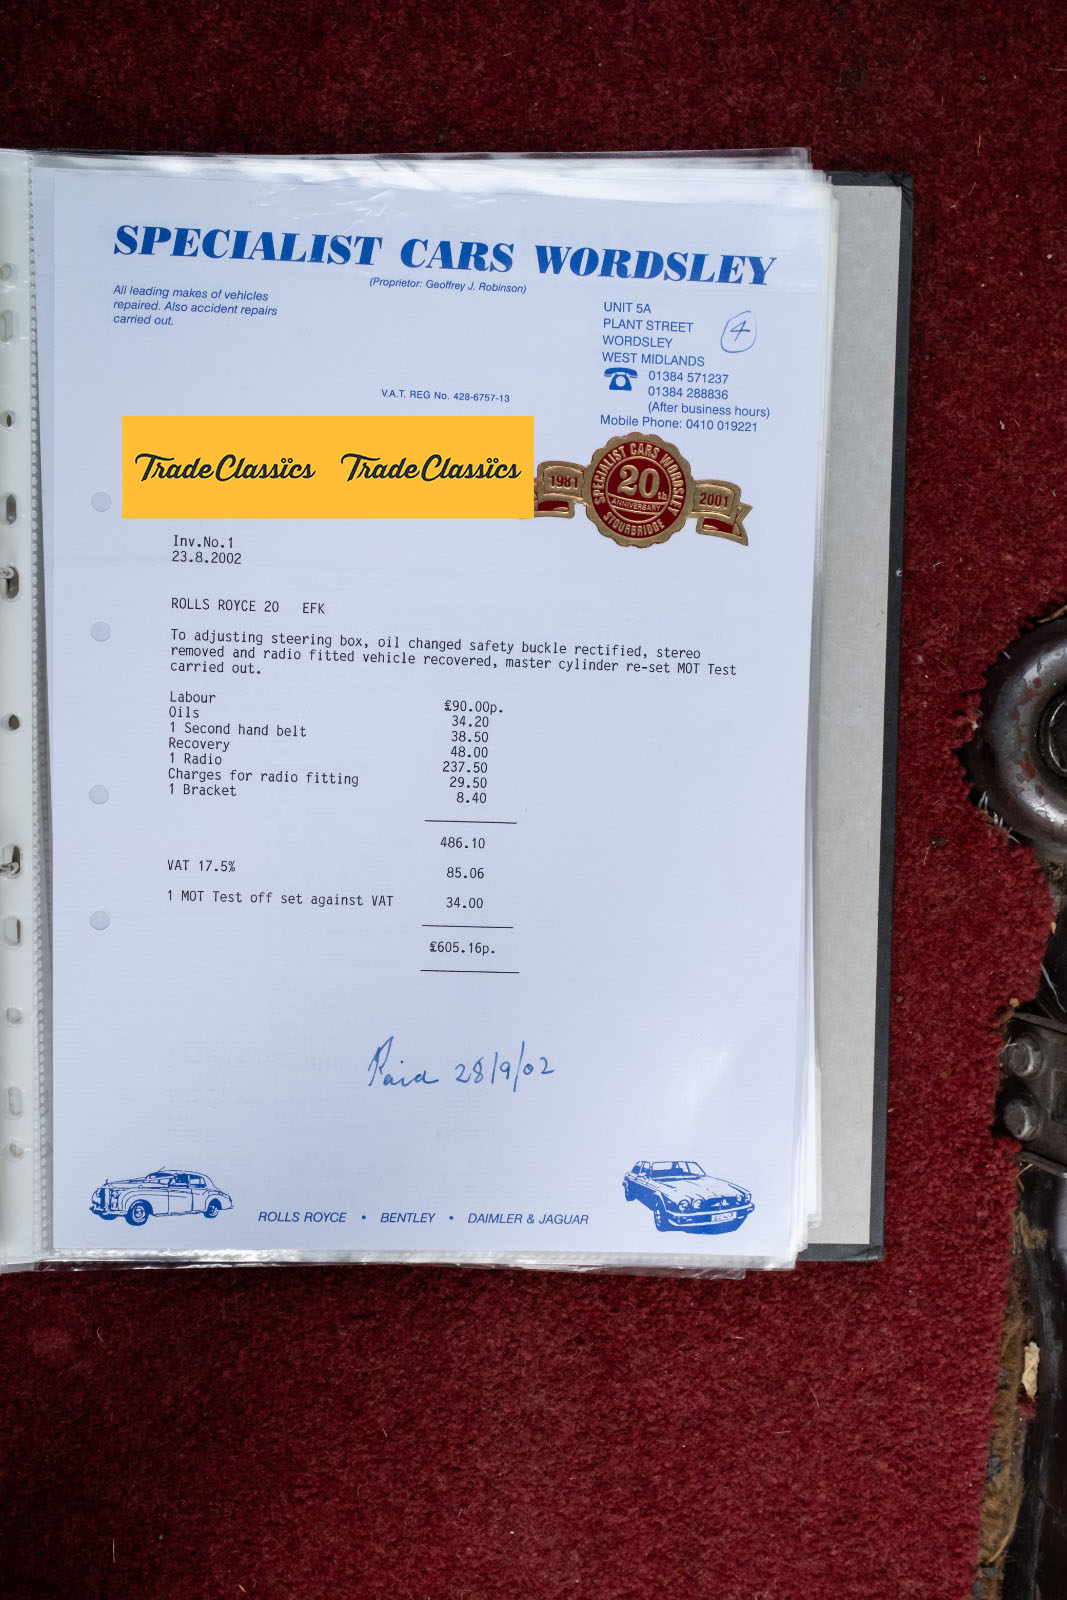 SPECIALIST CARS WORDSLEY
(Proprietor: Geoffrey J. Robinson)
All leading makes of vehicles
repaired. Also accident repairs
carried out.
UNIT 5A
PLANT STREET
WORDSLEY
WEST MIDLANDS
4
01384 571237
01384 288836
(After business hours)
Mobile Phone: 0410 019221
V.A.T. REG No. 428-6757-13
TradeClassics TradeClassics
SPECIALIST CARS WORDSLEY
1981 20th 2001
ANNIVERSARY
STOURBRIDGE
Inv.No.1
23.8.2002
ROLLS ROYCE 20 EFK
To adjusting steering box, oil changed safety buckle rectified, stereo
removed and radio fitted vehicle recovered, master cylinder re-set MOT Test
carried out.
Labour £90.00p.
Oils 34.20
1 Second hand belt 38.50
Recovery 48.00
1 Radio 237.50
Charges for radio fitting 29.50
1 Bracket 8.40
486.10
VAT 17.5% 85.06
1 MOT Test off set against VAT 34.00
£605.16p.
Paid 28/9/02
ROLLS ROYCE • BENTLEY • DAIMLER & JAGUAR